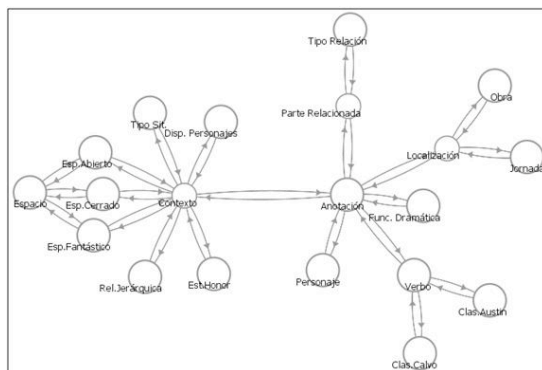 Tipo Relación
Parte Relacionada
Obra
Localización
Jornada
Tipo Sit.
Disp. Personajes
Esp.Abierto
Espacio
Esp.Cerrado
Contexto
Anotación
Func. Dramática
Esp.Fantástico
Rel.Jerárquica
Est.Honor
Personaje
Verbo
Clas.Austin
Clas.Calvo